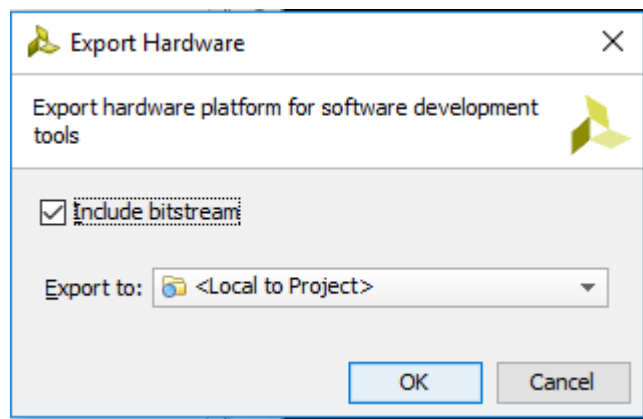 Export Hardware
Export hardware platform for software development
tools
Include bitstream
Export to: <Local to Project>
OK Cancel